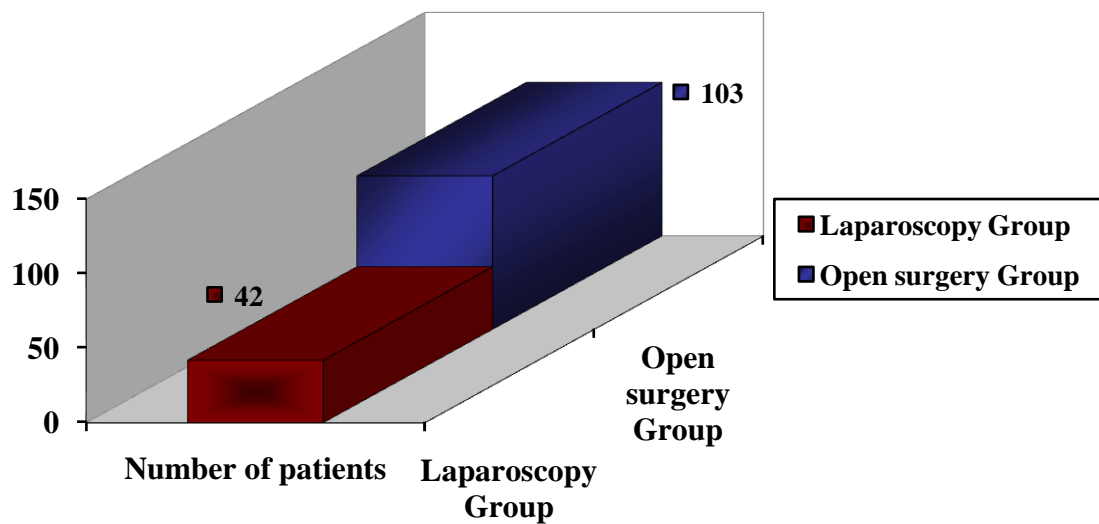 103
150
100
50
0
42
Laparoscopy Group
Open surgery Group
Open
surgery
Group
Number of patients
Laparoscopy
Group